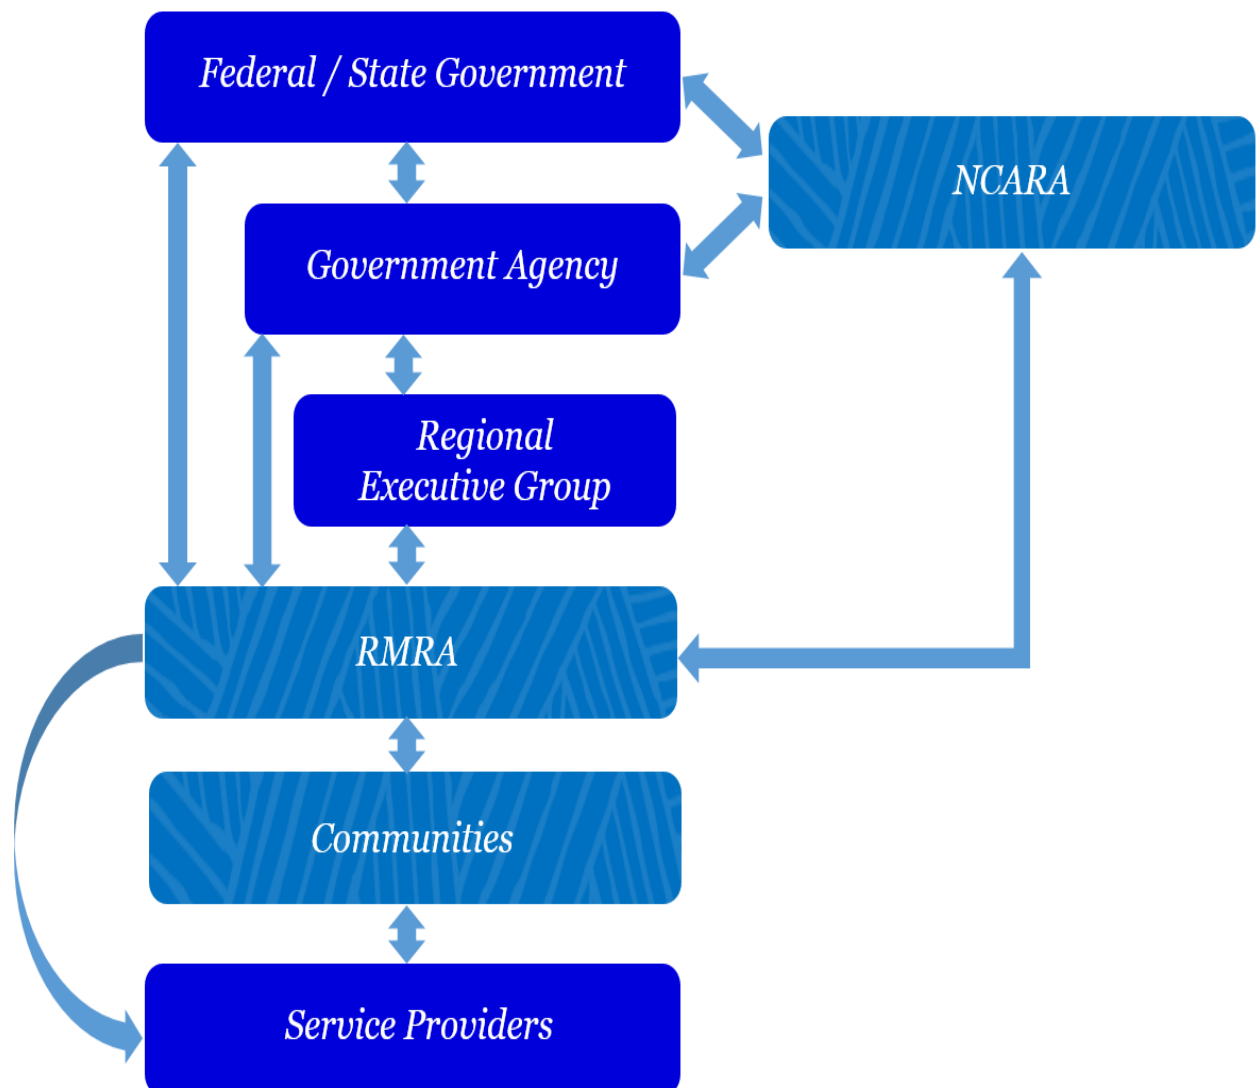 Federal / State Government
NCARA
Government Agency
Regional
Executive Group
RMRA
Communities
Service Providers